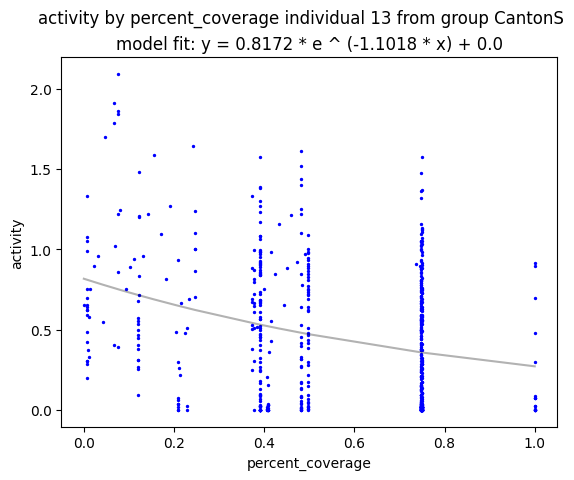 activity by percent_coverage individual 13 from group CantonS
model fit: y = 0.8172 * e ^ (-1.1018 * x) + 0.0
2.0
1.5
1.0
0.5
0.0
activity
0.0 0.2 0.4 0.6 0.8 1.0
percent_coverage